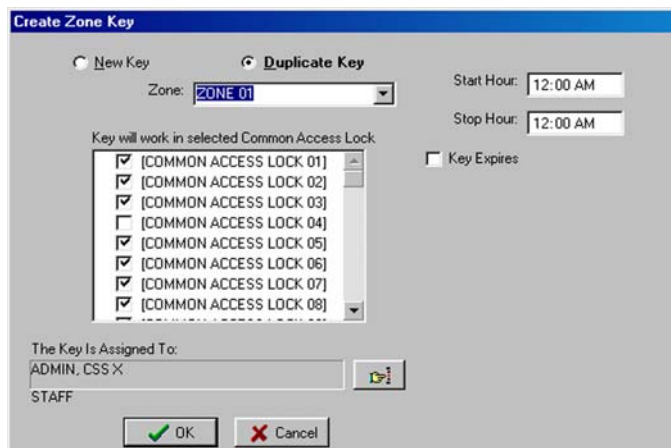 Create Zone Key
New Key
Duplicate Key
Zone: ZONE 01
Start Hour: 12:00 AM
Stop Hour: 12:00 AM
Key Expires
Key will work in selected Common Access Lock
[COMMON ACCESS LOCK 01]
[COMMON ACCESS LOCK 02]
[COMMON ACCESS LOCK 03]
[COMMON ACCESS LOCK 04]
[COMMON ACCESS LOCK 05]
[COMMON ACCESS LOCK 06]
[COMMON ACCESS LOCK 07]
[COMMON ACCESS LOCK 08]
The Key Is Assigned To:
ADMIN, CSS X
STAFF
OK
Cancel